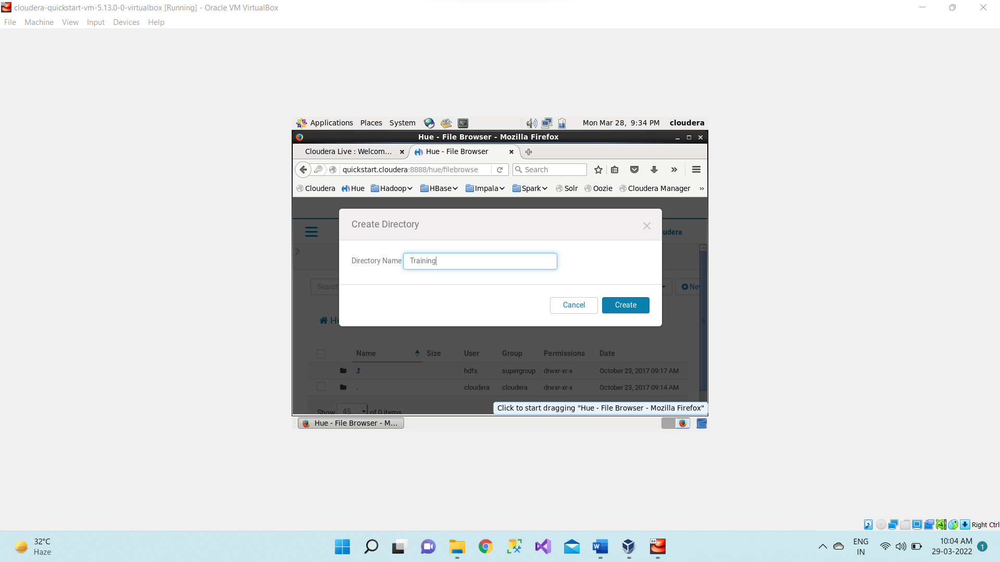 cloudera-quickstart-vm-5.13.0-0-virtualbox [Running] - Oracle VM VirtualBox
File Machine View Input Devices Help
Applications Places System Mon Mar 28, 9:34 PM cloudera
Hue - File Browser - Mozilla Firefox
Cloudera Live : Welcom... Hue - File Browser
quickstart.cloudera:8888/hue/filebrowse Search
Cloudera Hue Hadoop HBase Impala Spark Solr Oozie Cloudera Manager »
Create Directory
udera
Directory Name Training
Search
Ne
Cancel Create
H
Name Size User Group Permissions Date
hdfs supergroup drwxr-xr-x October 23, 2017 09:17 AM
. cloudera cloudera drwxr-xr-x October 23, 2017 09:14 AM
Show 45 of 0 items
Click to start dragging "Hue - File Browser - Mozilla Firefox"
Hue - File Browser - M...
Right Ctrl
32°C
Haze
64
ENG
IN
10:04 AM
29-03-2022
1